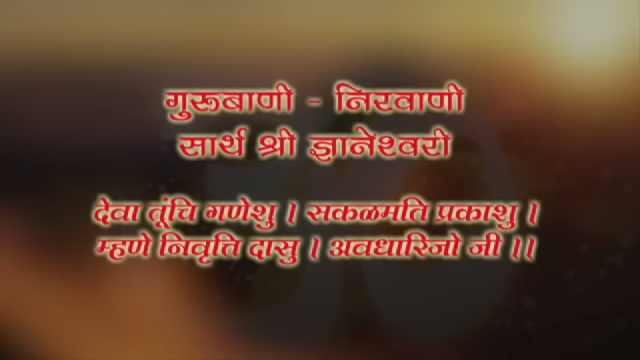 गुरूबाणी - निरवाणी
सार्थ श्री ज्ञानेश्वरी
देवा तूंचि गणेशु । सकळमति प्रकाशु ।
म्हणे निवृत्ति दासु । अवधारिजो जी ।।